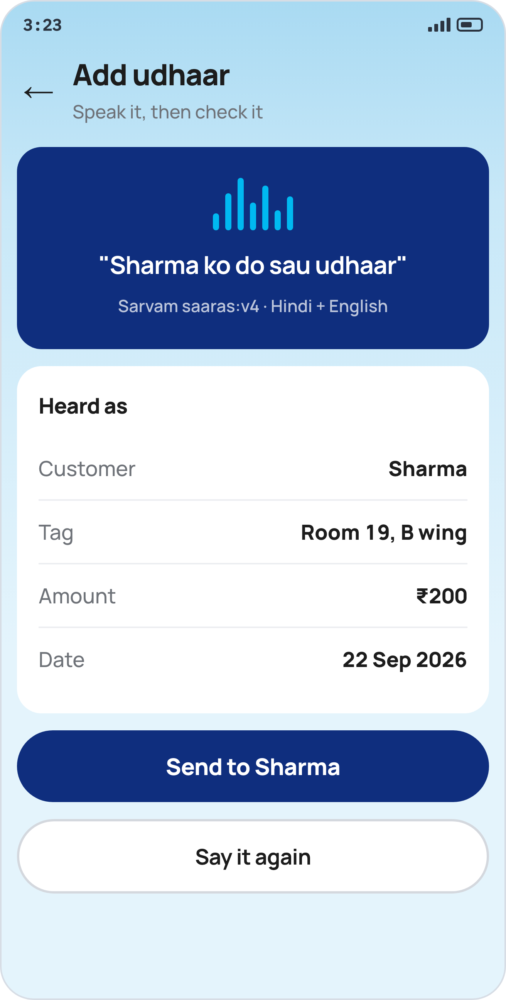 3:23
Add udhaar
Speak it, then check it
"Sharma ko do sau udhaar"
Sarvam saaras:v4 · Hindi + English
Heard as
Customer Sharma
Tag Room 19, B wing
Amount ₹200
Date 22 Sep 2026
Send to Sharma
Say it again